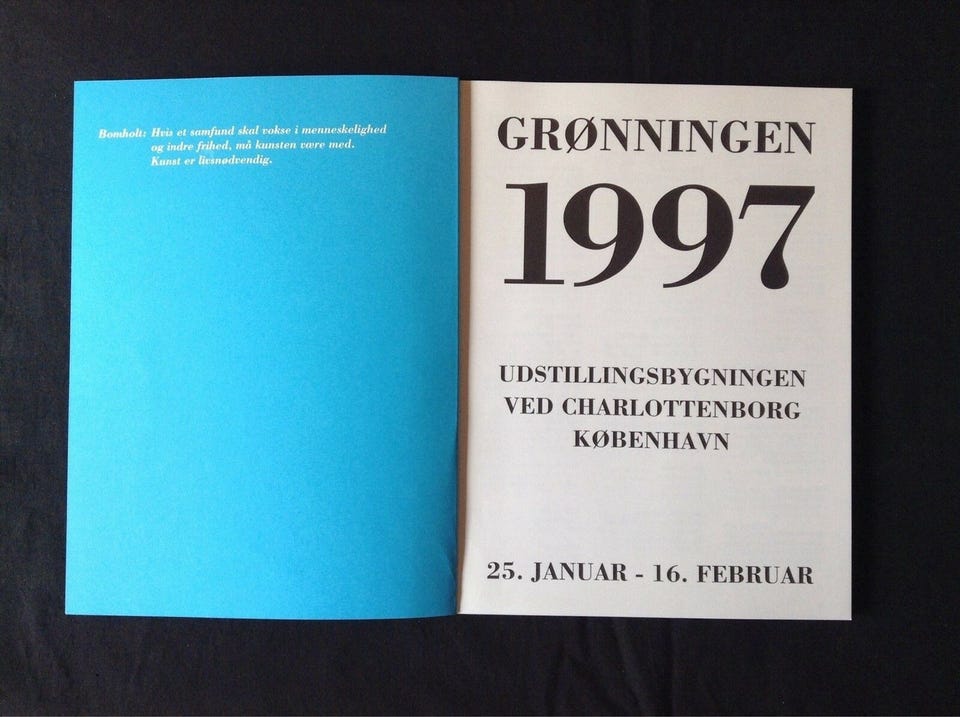 Bomholt: Hvis et samfund skal vokse i menneskelighed
og indre frihed, må kunsten være med.
Kunst er livsnødvendig.
GRØNNINGEN
1997
UDSTILLINGSBYGNINGEN
VED CHARLOTTENBORG
KØBENHAVN
25. JANUAR - 16. FEBRUAR